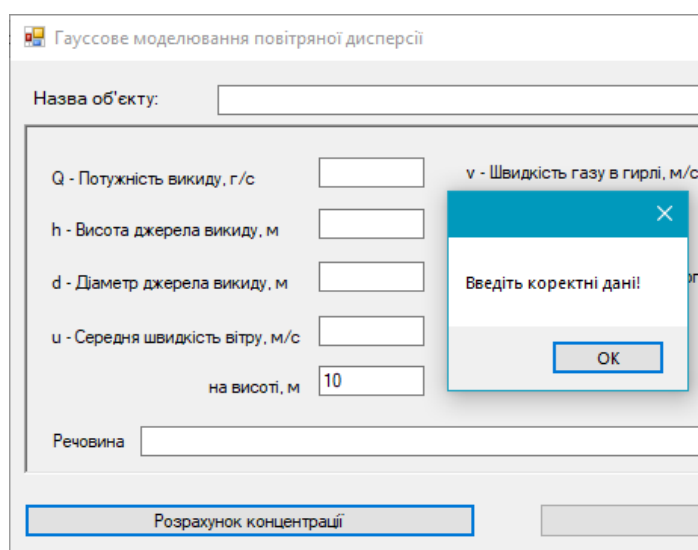 Гауссове моделювання повітряної дисперсії
Назва об'єкту:
Q - Потужність викиду, г/с
v - Швидкість газу в гирлі, м/с
h - Висота джерела викиду, м
d - Діаметр джерела викиду, м
Введіть коректні дані!
u - Середня швидкість вітру, м/с
OK
на висоті, м 10
Речовина
Розрахунок концентрації